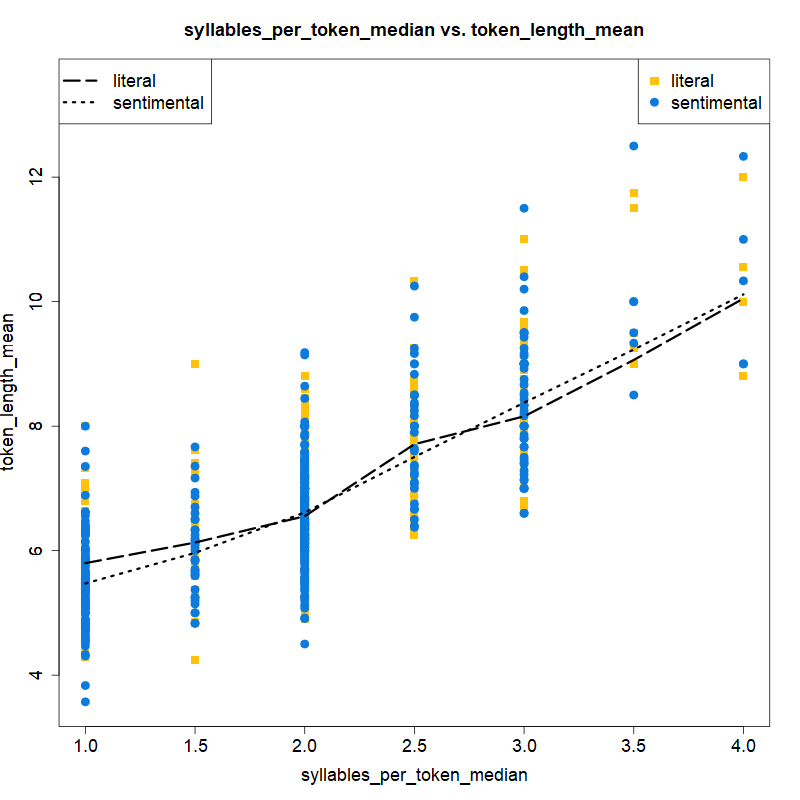 syllables_per_token_median vs. token_length_mean
literal
sentimental
literal
sentimental
token_length_mean
12
10
8
6
4
1.0 1.5 2.0 2.5 3.0 3.5 4.0
syllables_per_token_median